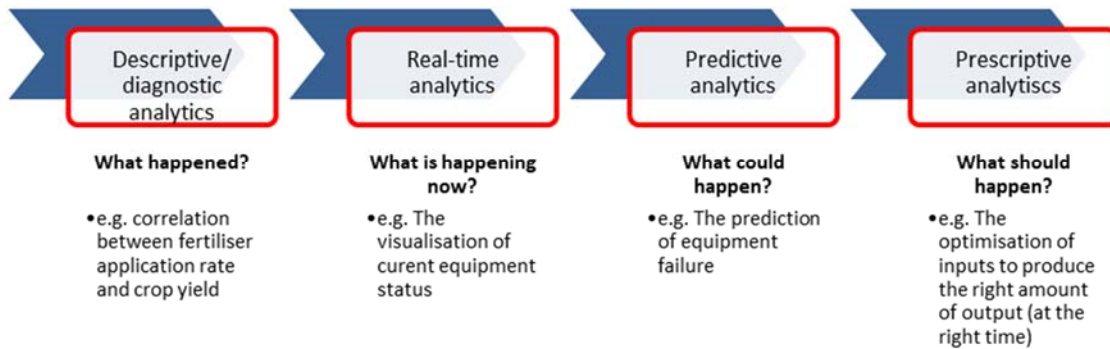 Descriptive/
diagnostic
analytics
What happened?
•e.g. correlation
between fertiliser
application rate
and crop yield
Real-time
analytics
What is happening
now?
•e.g. The
visualisation of
curent equipment
status
Predictive
analytics
What could
happen?
•e.g. The prediction
of equipment
failure
Prescriptive
analytiscs
What should
happen?
•e.g. The
optimisation of
inputs to produce
the right amount
of output (at the
right time)